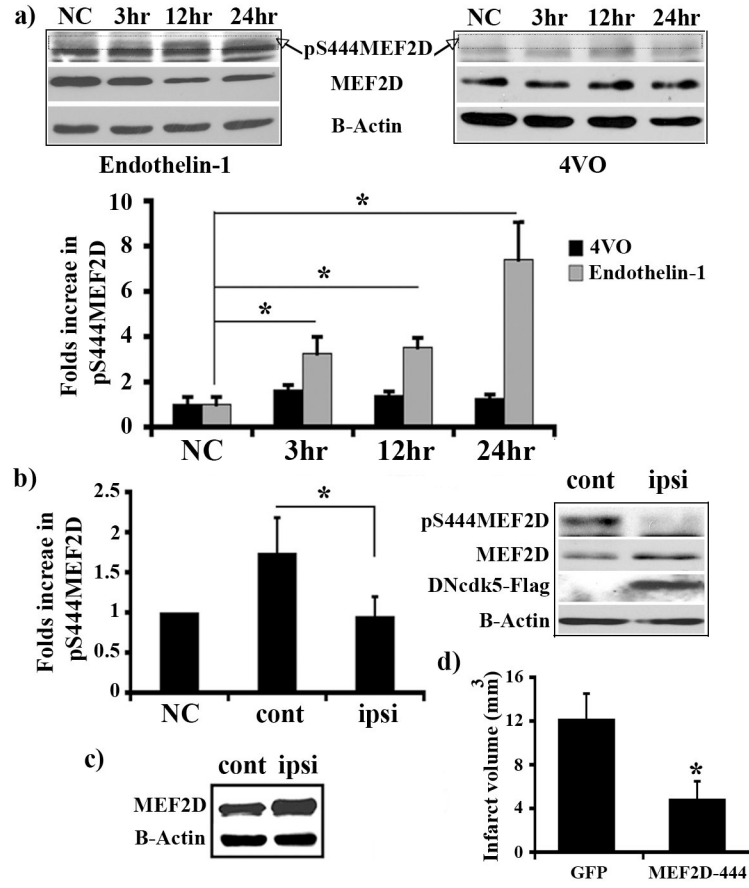 a)
NC 3hr 12hr 24hr
NC 3hr 12hr 24hr
pS444MEF2D
MEF2D
B-Actin
Endothelin-1
4VO
Folds increae in
pS444MEF2D
10
8
6
4
2
0
*
*
*
4VO
Endothelin-1
NC 3hr 12hr 24hr
b)
Folds increae in
pS444MEF2D
2.5
2
1.5
1
0.5
0
*
NC cont ipsi
cont ipsi
pS444MEF2D
MEF2D
DNcdk5-Flag
B-Actin
c)
cont ipsi
MEF2D
B-Actin
d)
Infarct volume (mm3)
16
12
8
4
0
*
GFP MEF2D-444